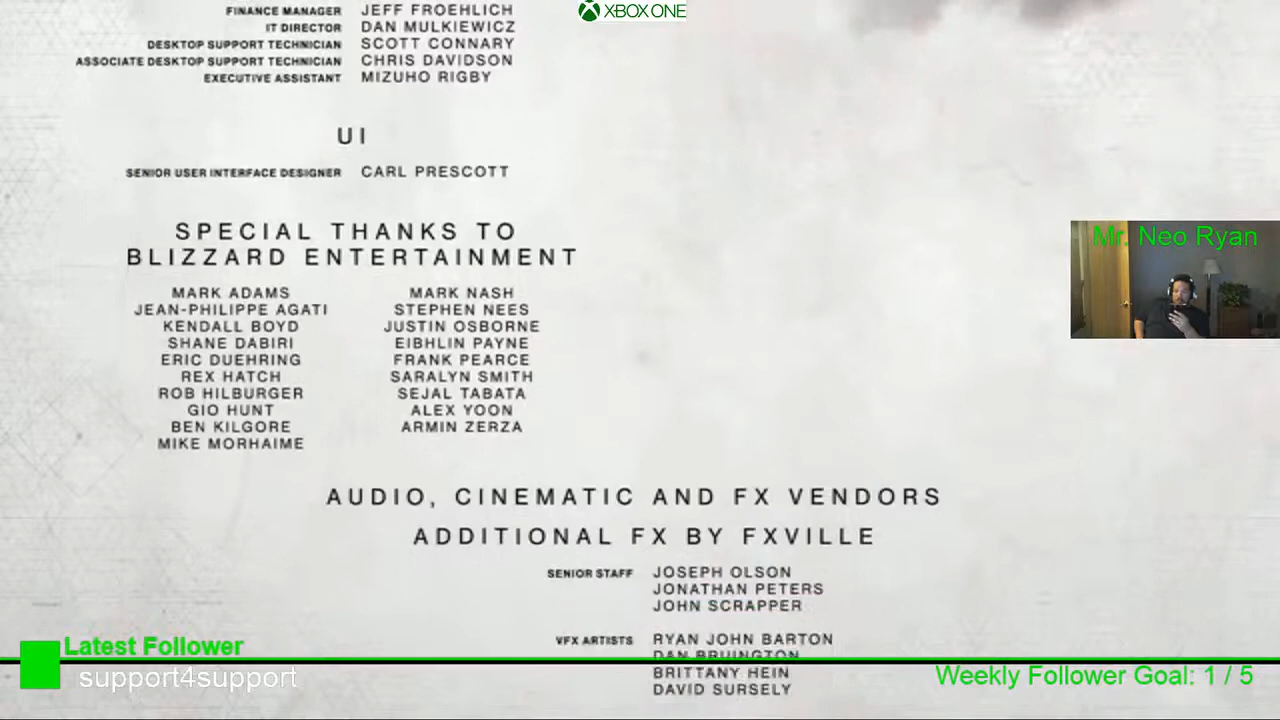 XBOX ONE
FINANCE MANAGER JEFF FROEHLICH
IT DIRECTOR DAN MULKIEWICZ
DESKTOP SUPPORT TECHNICIAN SCOTT CONNARY
ASSOCIATE DESKTOP SUPPORT TECHNICIAN CHRIS DAVIDSON
EXECUTIVE ASSISTANT MIZUHO RIGBY
UI
SENIOR USER INTERFACE DESIGNER CARL PRESCOTT
SPECIAL THANKS TO
BLIZZARD ENTERTAINMENT
Mr. Neo Ryan
MARK ADAMS MARK NASH
JEAN-PHILIPPE AGATI STEPHEN NEES
KENDALL BOYD JUSTIN OSBORNE
SHANE DABIRI EIBHLIN PAYNE
ERIC DUEHRING FRANK PEARCE
REX HATCH SARALYN SMITH
ROB HILBURGER SEJAL TABATA
GIO HUNT ALEX YOON
BEN KILGORE ARMIN ZERZA
MIKE MORHAIME
AUDIO, CINEMATIC AND FX VENDORS
ADDITIONAL FX BY FXVILLE
SENIOR STAFF JOSEPH OLSON
JONATHAN PETERS
JOHN SCRAPPER
VFX ARTISTS RYAN JOHN BARTON
DAN BRUINGTON
BRITTANY HEIN
DAVID SURSELY
Latest Follower
support4support
Weekly Follower Goal: 1 / 5